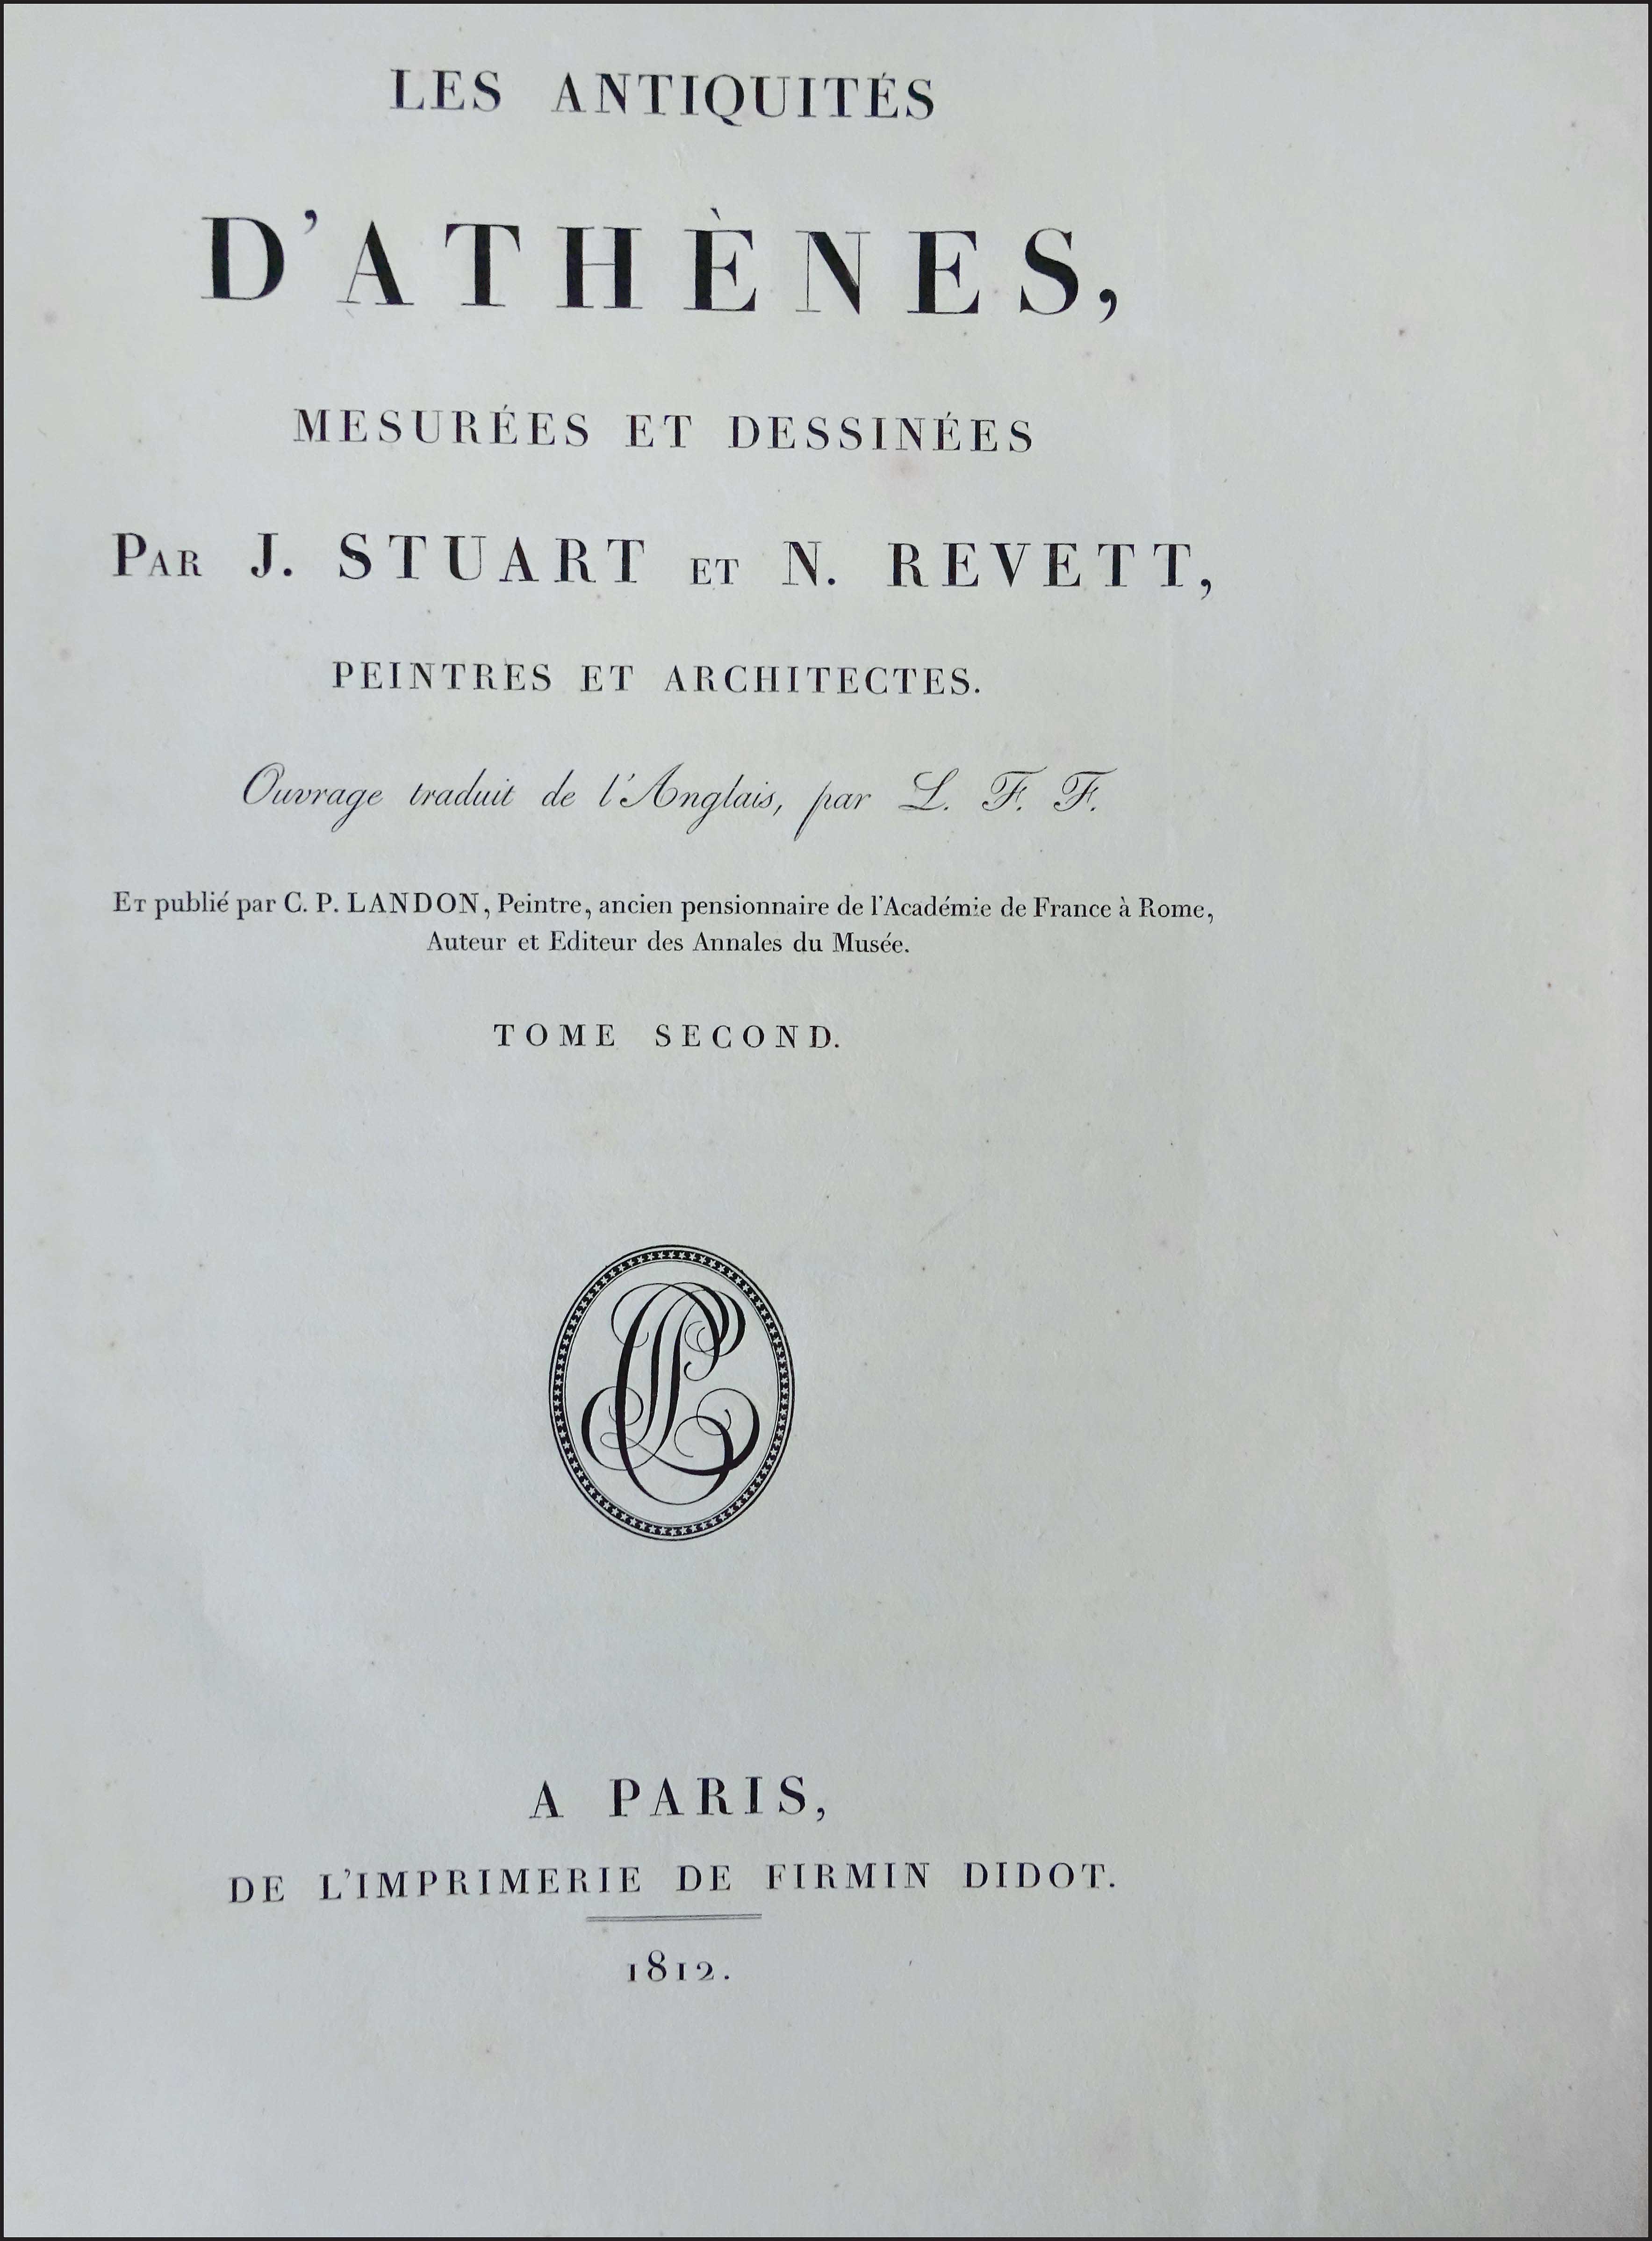 LES ANTIQUITÉS
D'ATHÈNES,
MESURÉES ET DESSINÉES
PAR J. STUART ET N. REVETT,
PEINTRES ET ARCHITECTES.
Ouvrage traduit de l'Anglais, par L. F. F.
ET publié par C. P. LANDON, Peintre, ancien pensionnaire de l'Académie de France à Rome,
Auteur et Editeur des Annales du Musée.
TOME SECOND.
CPL
A PARIS,
DE L'IMPRIMERIE DE FIRMIN DIDOT.
1812.